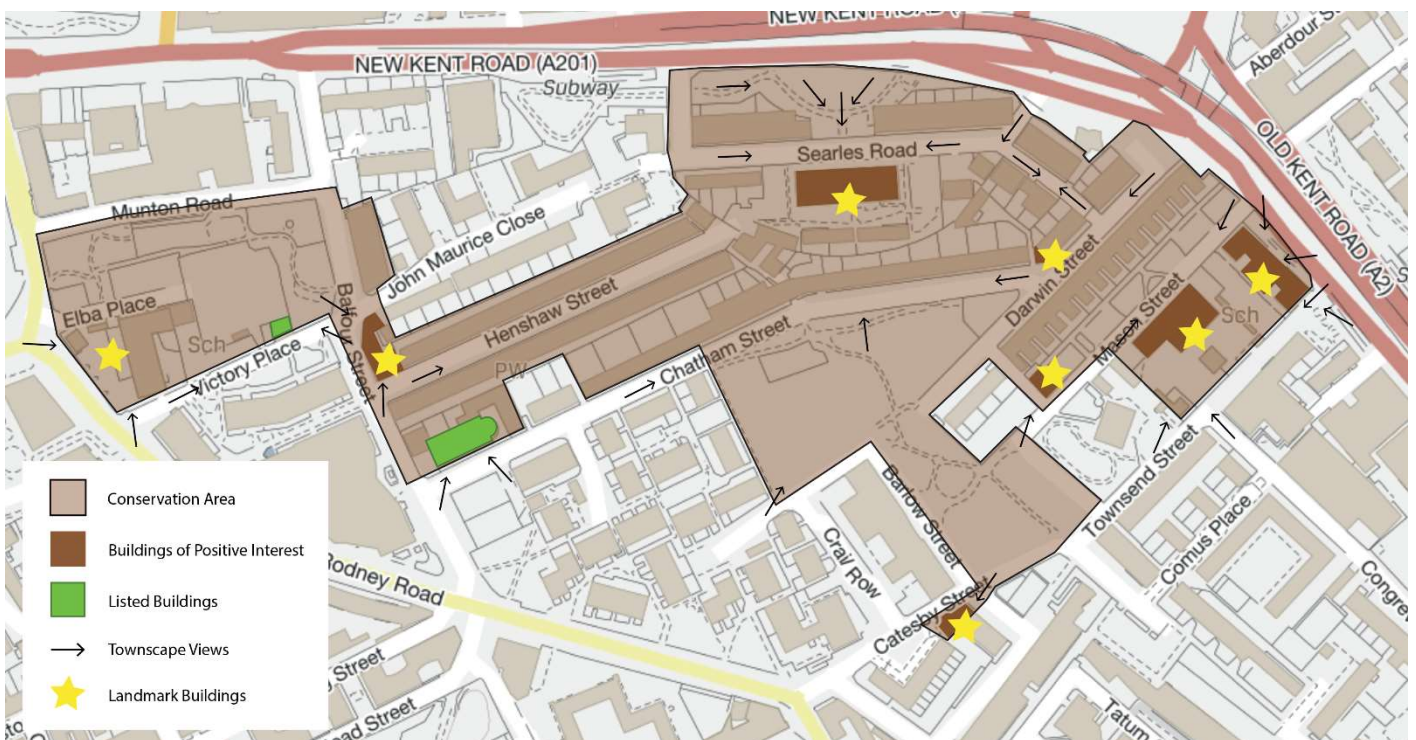 NEW KENT ROAD (
NEW KENT ROAD (A201)
Subway
Aberdour S
OLD KENT ROAD (A2)
Searles Road
Munton Road
John Maurice Close
Elba Place
Sch
Victory Place
Balfour Street
Henshaw Street
PW
Chatham Street
Darwin Street
Mason Street
Sch
Townsend Street
Comus Place
Congre
Barlow Street
Crail Row
Catesby Street
Rodney Road
Tatum
Street
oad Street
Conservation Area
Buildings of Positive Interest
Listed Buildings
Townscape Views
Landmark Buildings